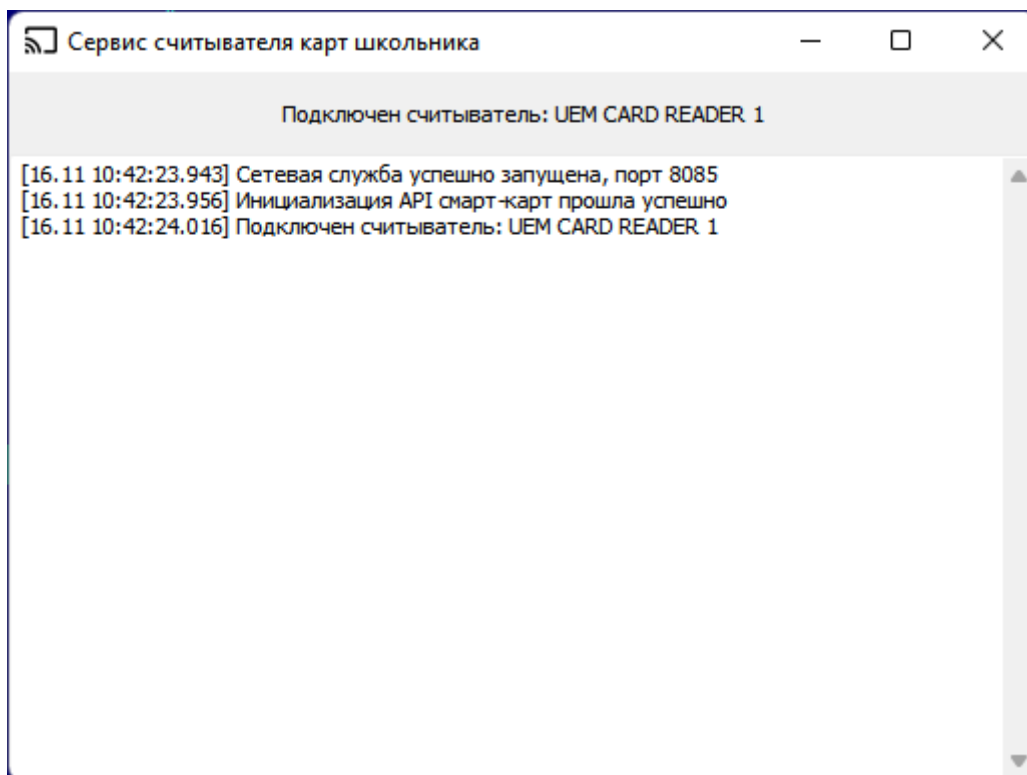 Сервис считывателя карт школьника
Подключен считыватель: UEM CARD READER 1
[16.11 10:42:23.943] Сетевая служба успешно запущена, порт 8085
[16.11 10:42:23.956] Инициализация API смарт-карт прошла успешно
[16.11 10:42:24.016] Подключен считыватель: UEM CARD READER 1